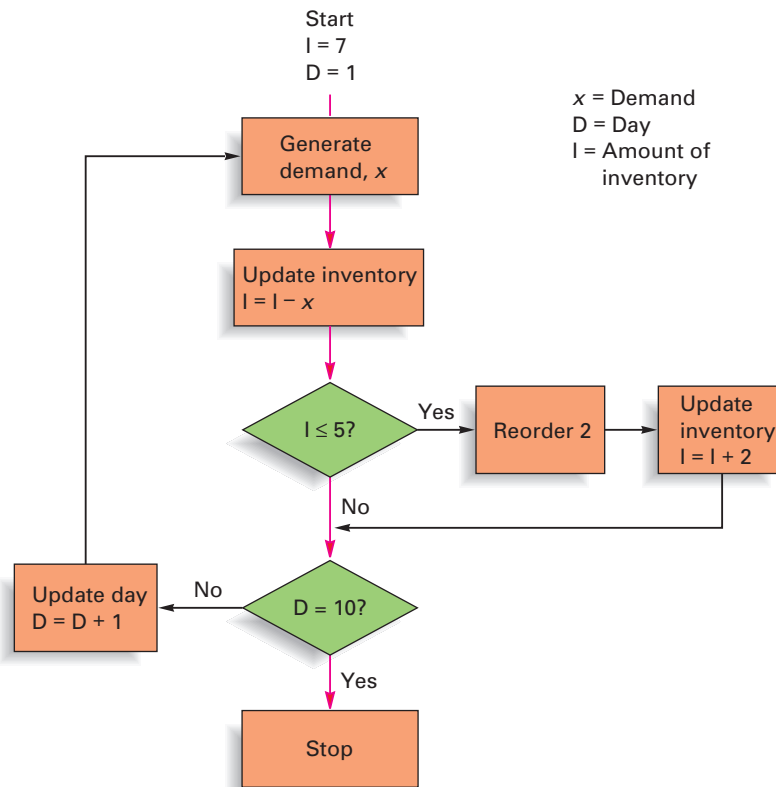 Start
I = 7
D = 1
x = Demand
D = Day
I = Amount of
inventory
Generate
demand, x
Update inventory
I = I – x
I ≤ 5?
Yes
Reorder 2
Update
inventory
I = I + 2
No
D = 10?
No
Update day
D = D + 1
Yes
Stop